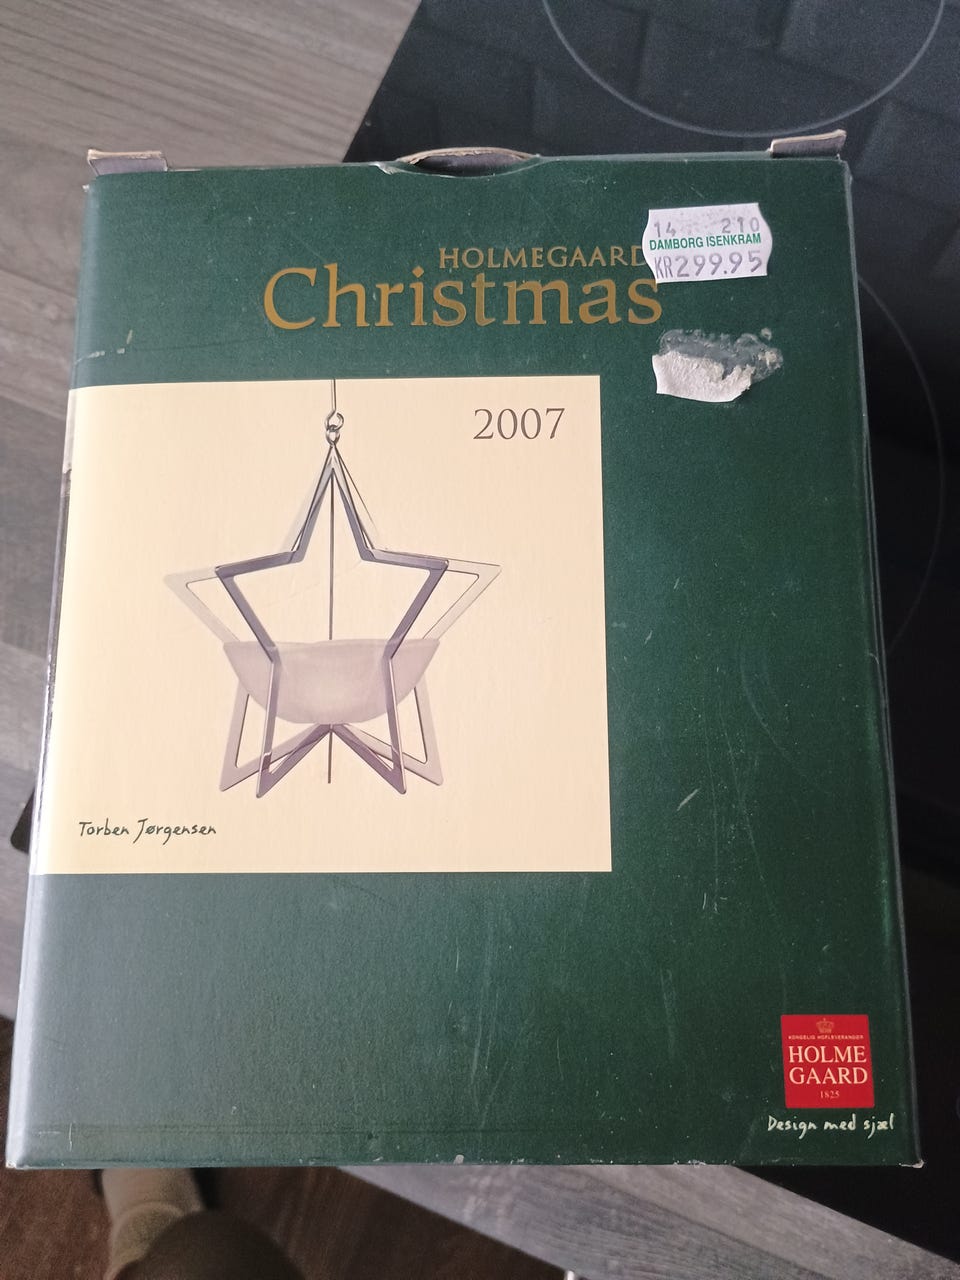 14 210
DAMBORG ISENKRAM
KR299.95
HOLMEGAARD
Christmas
2007
Torben Jørgensen
KONGELIG HOFLEVERANDØR
HOLME
GAARD
1825
Design med sjæl